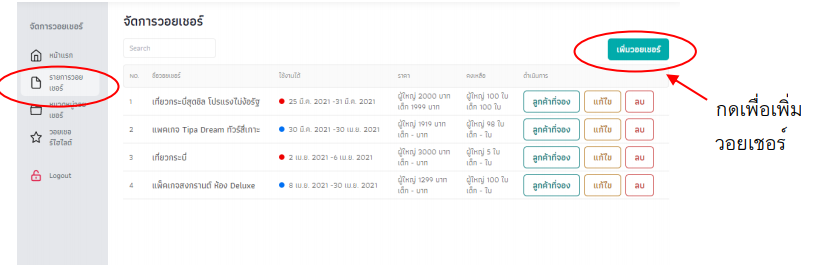 จัดการวอยเชอร์
จัดการวอยเชอร์
หน้าแรก
รายการวอย
เชอร์
หมวดหมู่วอย
เชอร์
วอยเชอ
รีไฮไลต์
Logout
Search
เพิ่มวอยเชอร์
NO. ชื่อวอยเชอร์ ใช้งานได้ ราคา คงเหลือ ดำเนินการ
1 เที่ยวกระบี่สุดชิล โปรแรงไม่ง้อรัฐ 25 มี.ค. 2021 -31 มี.ค. 2021 ผู้ใหญ่ 2000 บาท ผู้ใหญ่ 100 ใบ ลูกค้าที่จอง แก้ไข ลบ
เด็ก 1999 บาท เด็ก 100 ใบ
2 แพคเกจ Tipa Dream ทัวร์สี่เกาะ 30 มี.ค. 2021 -30 เม.ย. 2021 ผู้ใหญ่ 1919 บาท ผู้ใหญ่ 98 ใบ ลูกค้าที่จอง แก้ไข ลบ
เด็ก - บาท เด็ก - ใบ
3 เที่ยวกระบี่ 2 เม.ย. 2021 -6 เม.ย. 2021 ผู้ใหญ่ 3000 บาท ผู้ใหญ่ 5 ใบ ลูกค้าที่จอง แก้ไข ลบ
เด็ก - บาท เด็ก - ใบ
4 แพ็คเกจสงกรานต์ ห้อง Deluxe 8 เม.ย. 2021 -30 เม.ย. 2021 ผู้ใหญ่ 1299 บาท ผู้ใหญ่ 100 ใบ ลูกค้าที่จอง แก้ไข ลบ
เด็ก - บาท เด็ก - ใบ
กดเพื่อเพิ่ม
วอยเชอร์